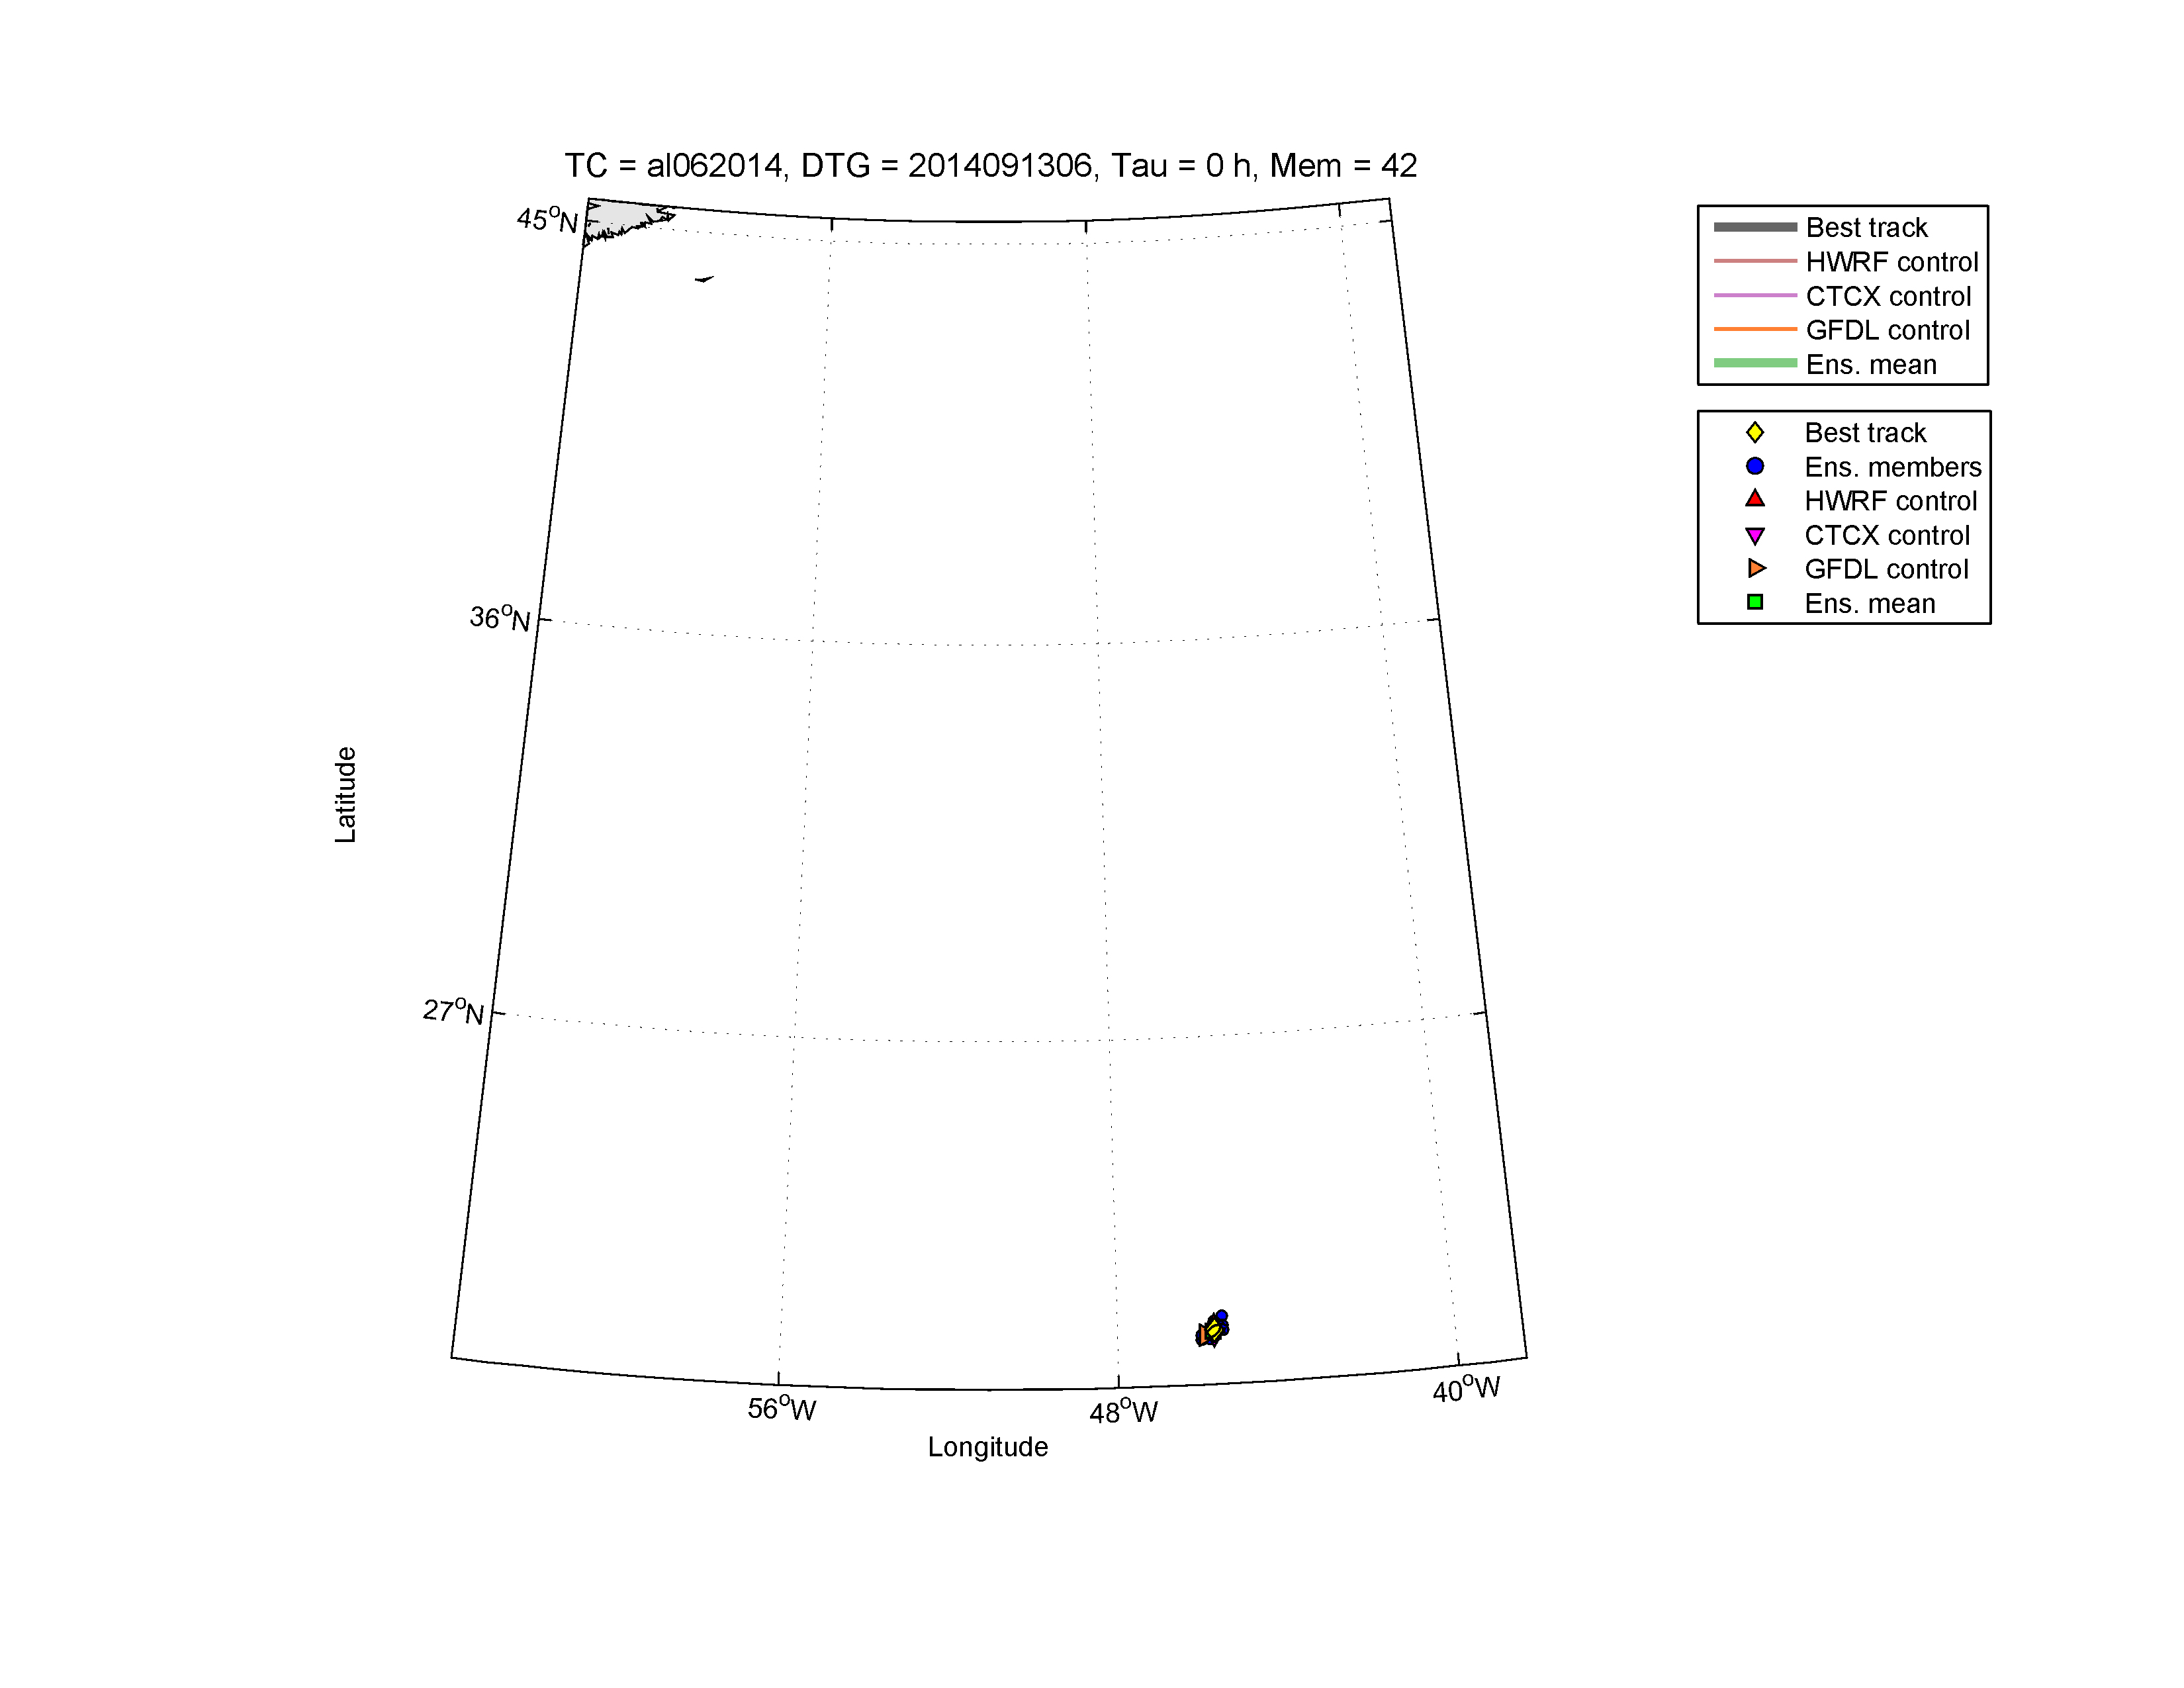 TC = al062014, DTG = 2014091306, Tau = 0 h, Mem = 42
45°N
36°N
27°N
Latitude
56°W
48°W
40°W
Longitude
Best track
HWRF control
CTCX control
GFDL control
Ens. mean
Best track
Ens. members
HWRF control
CTCX control
GFDL control
Ens. mean